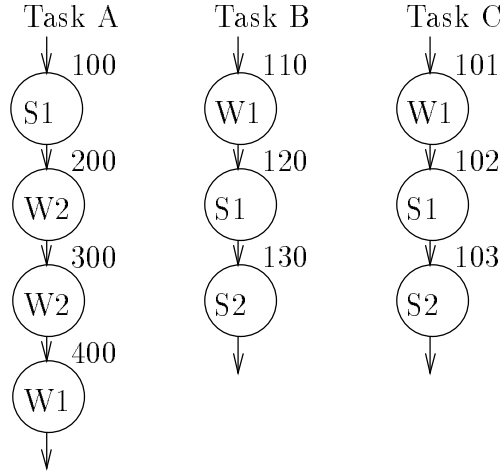 Task A Task B Task C
100 110 101
S1 W1 W1
200 120 102
W2 S1 S1
300 130 103
W2 S2 S2
400
W1